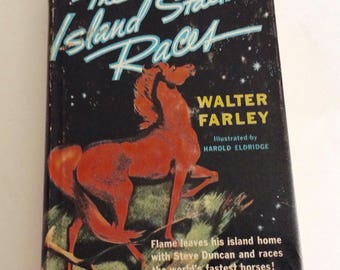 The
Island Stallion
Races
WALTER
FARLEY
Illustrated by
HAROLD ELDRIDGE
Flame leaves his island home
with Steve Duncan and races
the world's fastest horses!